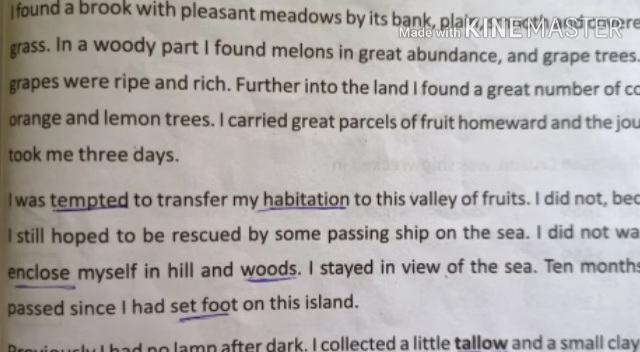 I found a brook with pleasant meadows by its bank, plain, smooth and covere
Made with KINEMASTER
grass. In a woody part I found melons in great abundance, and grape trees.
grapes were ripe and rich. Further into the land I found a great number of co
orange and lemon trees. I carried great parcels of fruit homeward and the jou
took me three days.
I was tempted to transfer my habitation to this valley of fruits. I did not, bec
I still hoped to be rescued by some passing ship on the sea. I did not wa
enclose myself in hill and woods. I stayed in view of the sea. Ten months
passed since I had set foot on this island.
Previously I had no lamp after dark. I collected a little tallow and a small clay